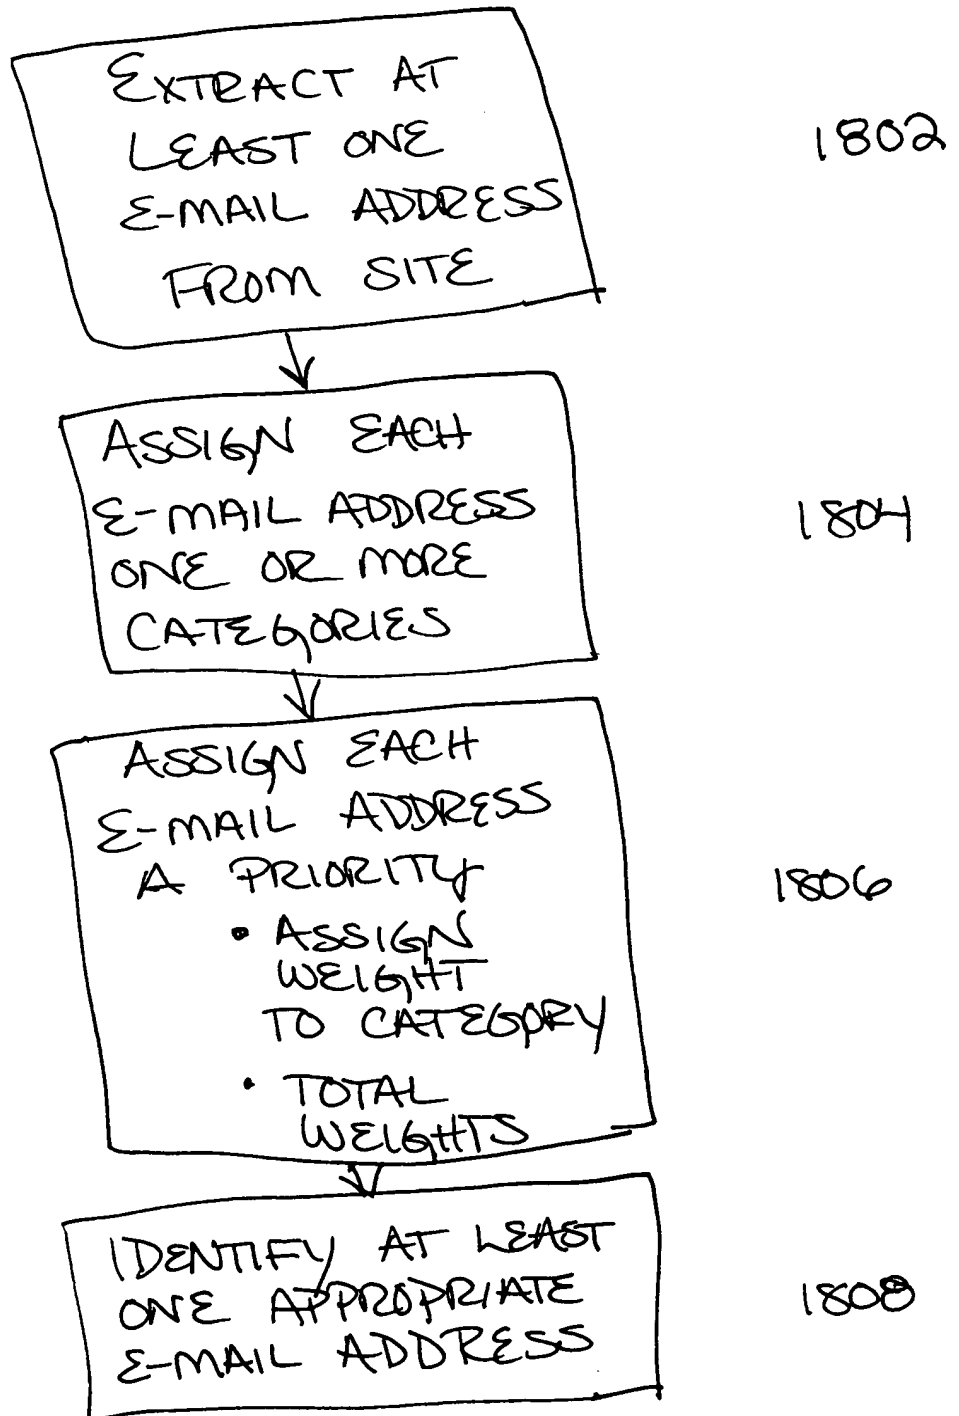 EXTRACT AT
LEAST ONE
E-MAIL ADDRESS
FROM SITE
1802
ASSIGN EACH
E-MAIL ADDRESS
ONE OR MORE
CATEGORIES
1804
ASSIGN EACH
E-MAIL ADDRESS
A PRIORITY
• ASSIGN
WEIGHT
TO CATEGORY
• TOTAL
WEIGHTS
1806
IDENTIFY AT LEAST
ONE APPROPRIATE
E-MAIL ADDRESS
1808